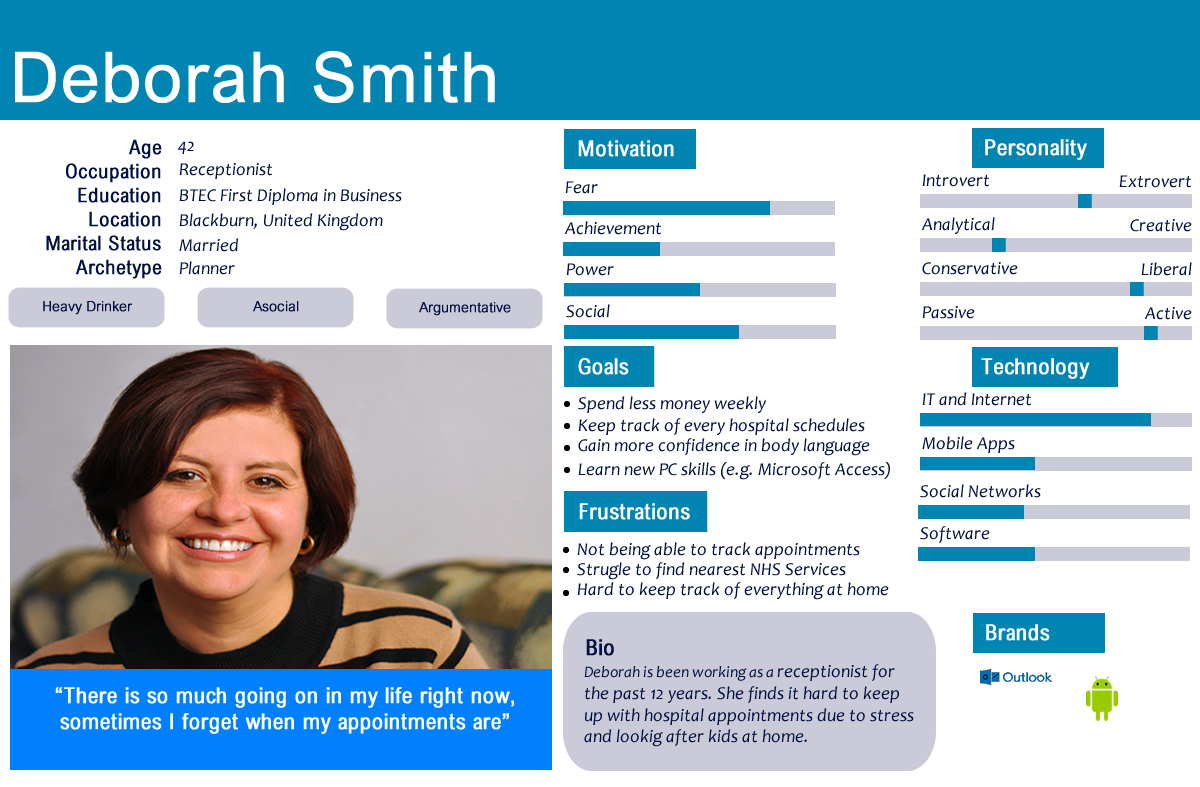 Deborah Smith
Age 42
Occupation Receptionist
Education BTEC First Diploma in Business
Location Blackburn, United Kingdom
Marital Status Married
Archetype Planner
Heavy Drinker
Asocial
Argumentative
“There is so much going on in my life right now,
sometimes I forget when my appointments are”
Motivation
Fear
Achievement
Power
Social
Goals
• Spend less money weekly
• Keep track of every hospital schedules
• Gain more confidence in body language
• Learn new PC skills (e.g. Microsoft Access)
Frustrations
• Not being able to track appointments
• Strugle to find nearest NHS Services
• Hard to keep track of everything at home
Bio
Deborah is been working as a receptionist for
the past 12 years. She finds it hard to keep
up with hospital appointments due to stress
and lookig after kids at home.
Personality
Introvert Extrovert
Analytical Creative
Conservative Liberal
Passive Active
Technology
IT and Internet
Mobile Apps
Social Networks
Software
Brands
Outlook